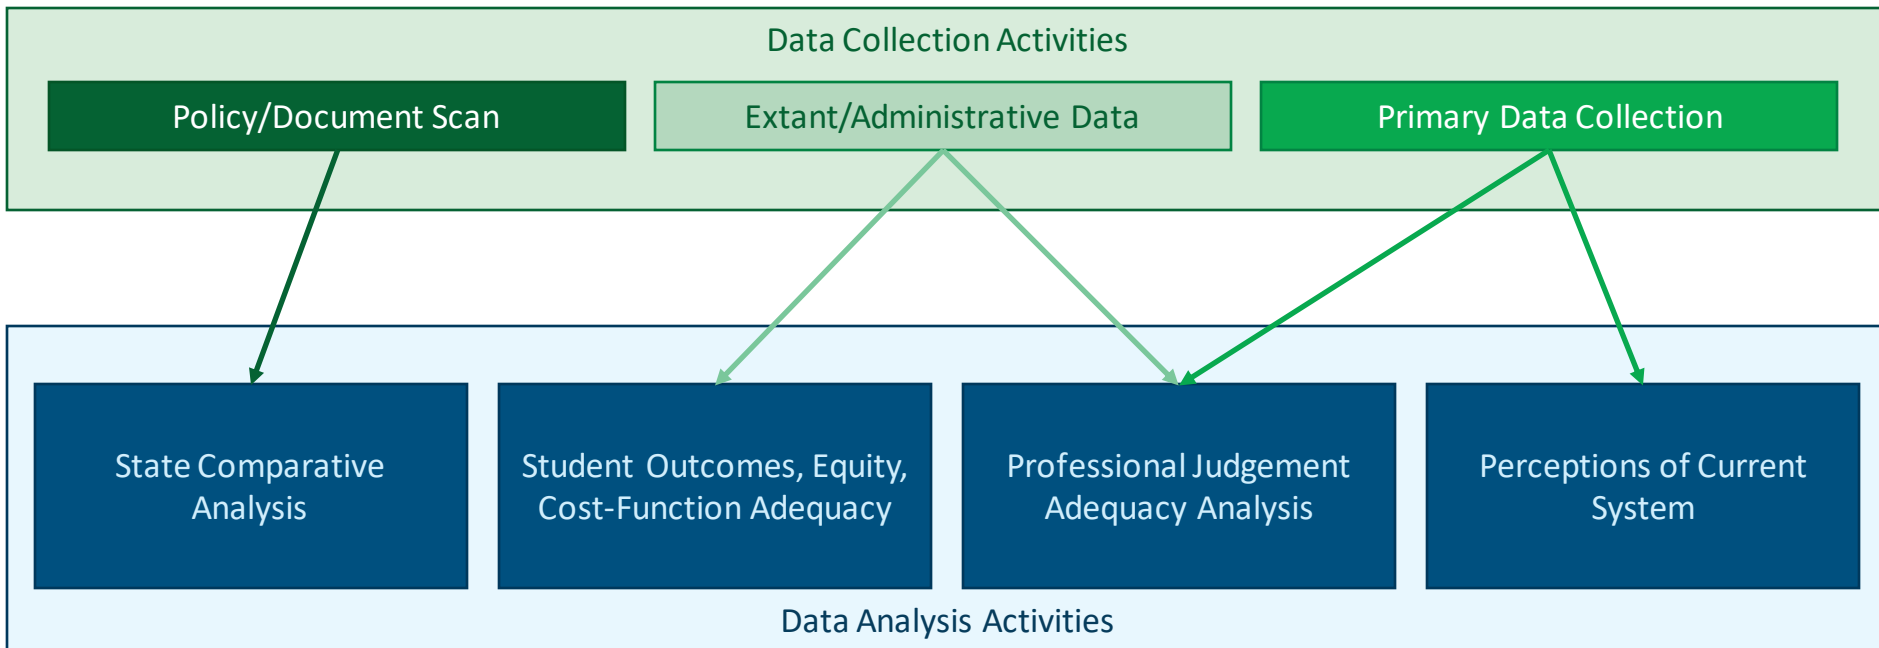 Data Collection Activities
Policy/Document Scan
Extant/Administrative Data
Primary Data Collection
State Comparative
Analysis
Student Outcomes, Equity,
Cost-Function Adequacy
Professional Judgement
Adequacy Analysis
Perceptions of Current
System
Data Analysis Activities